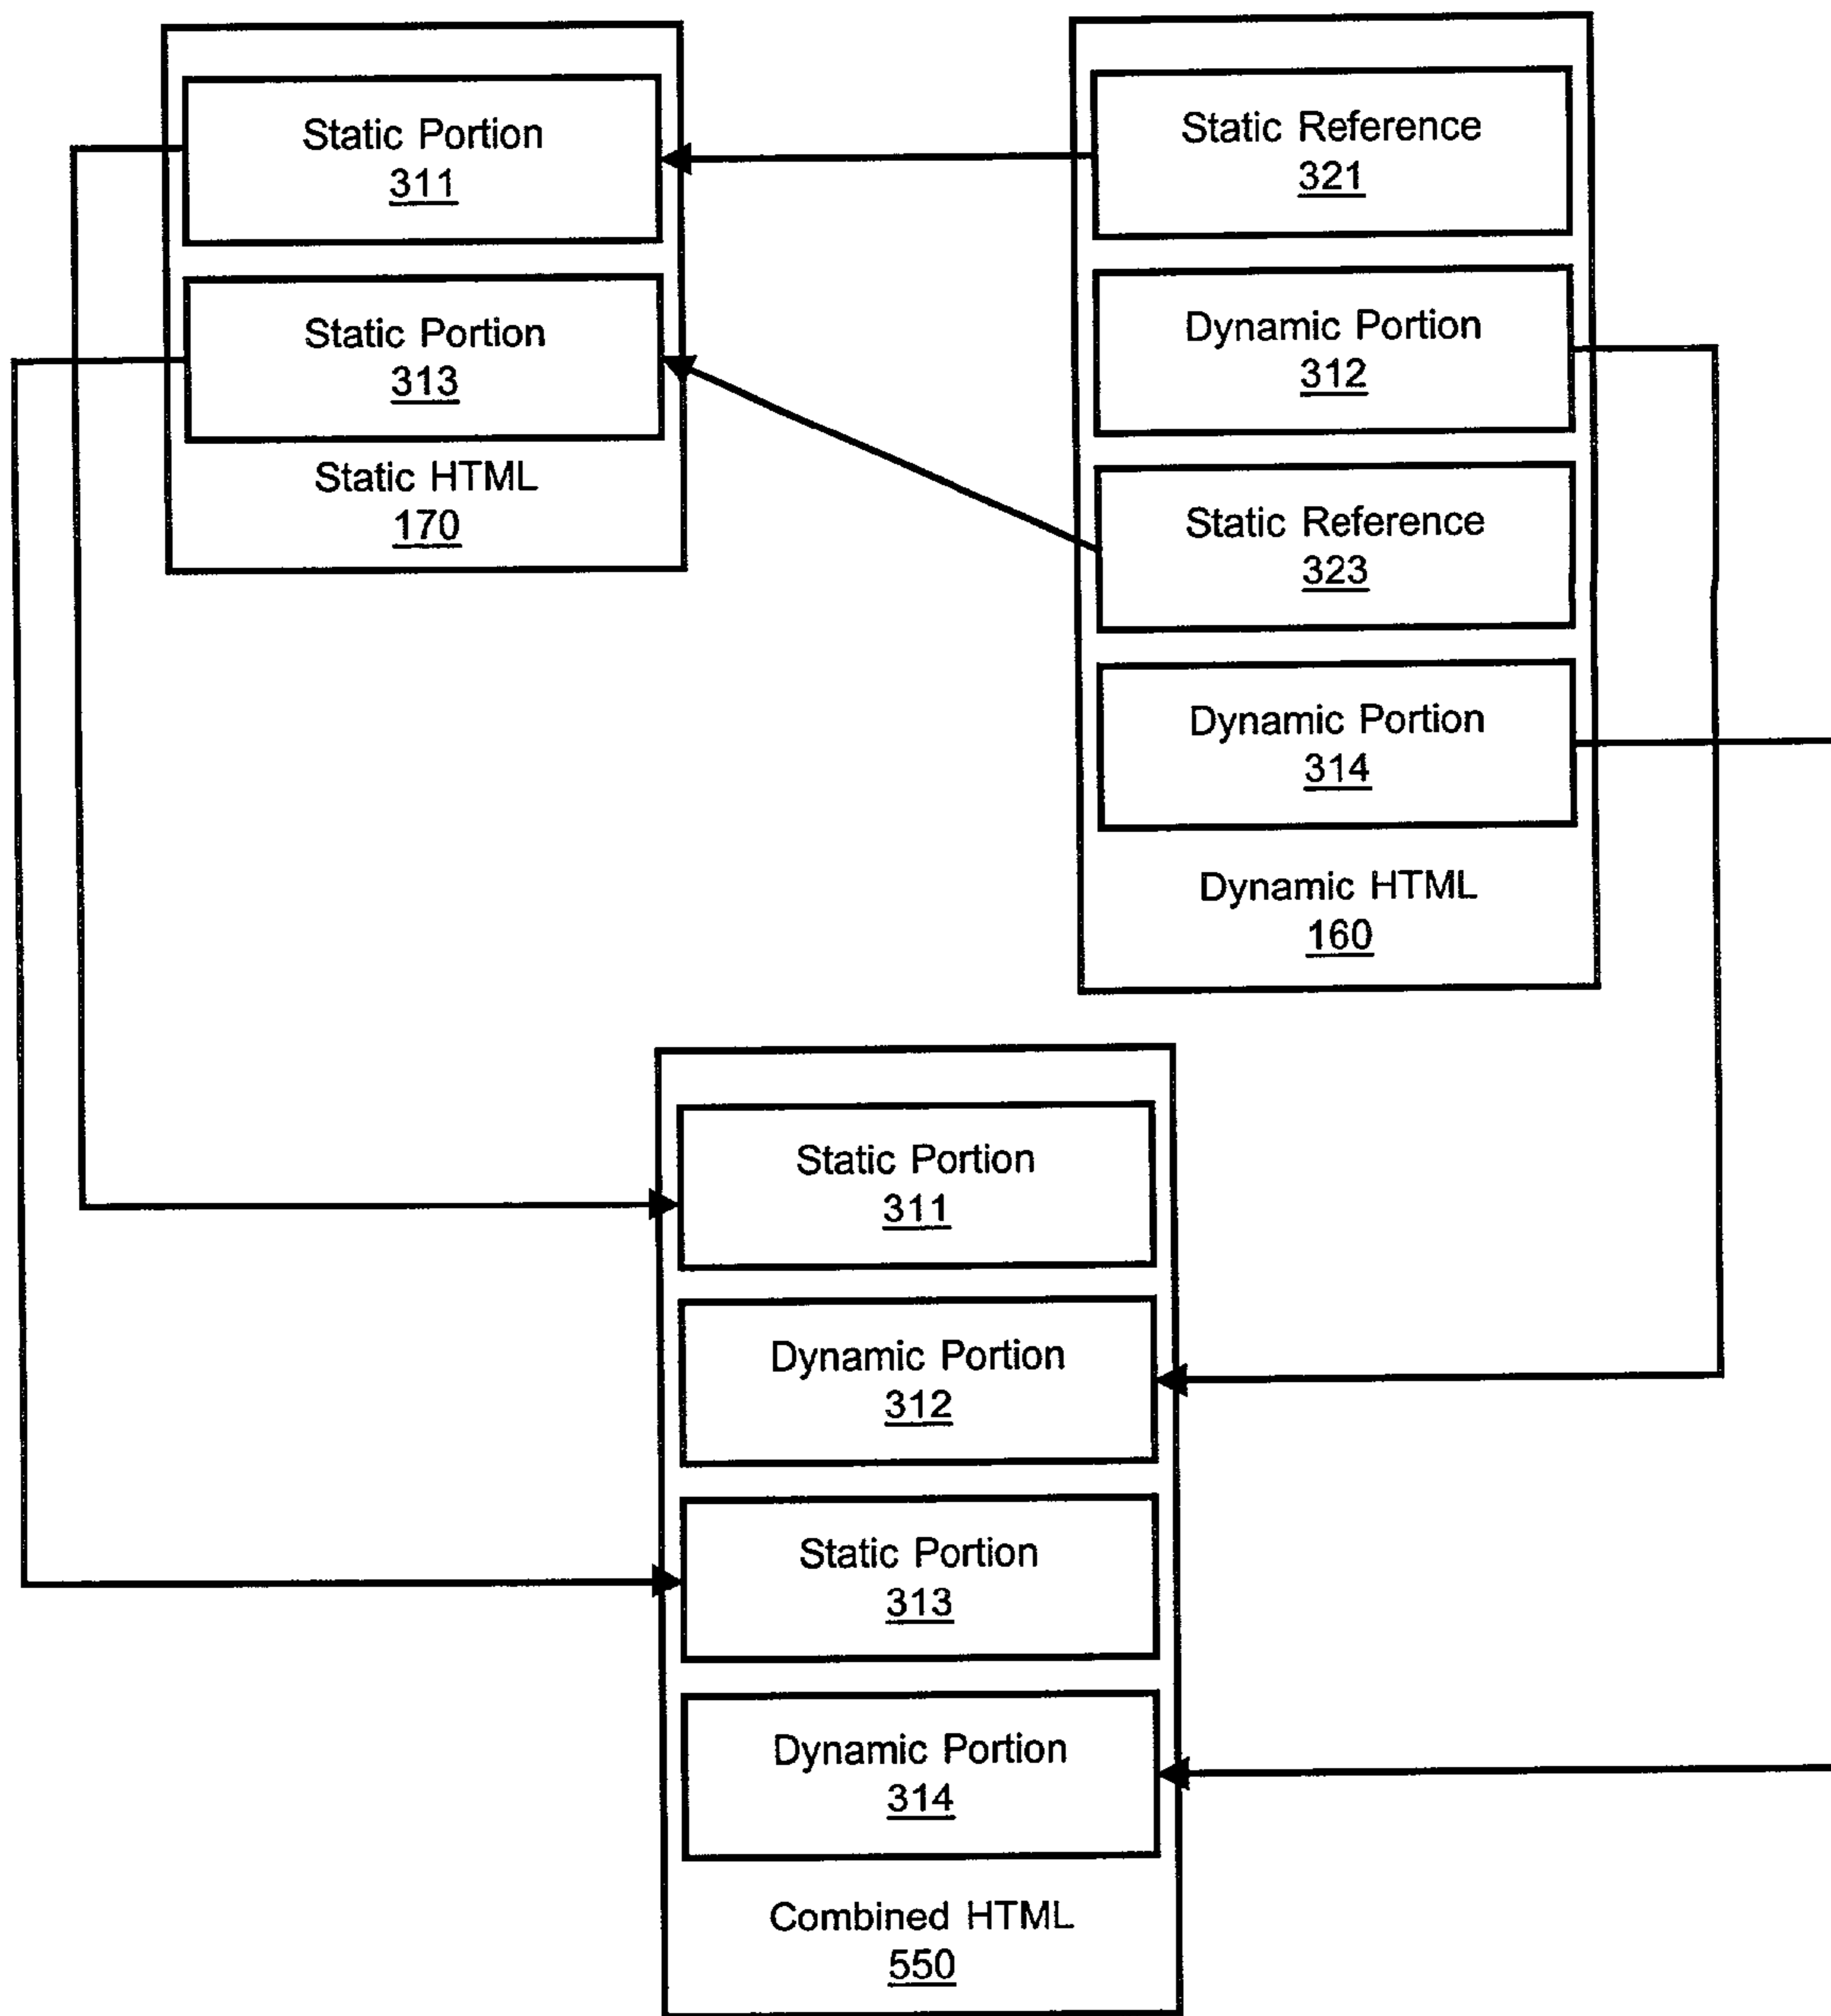 Static Portion
311
Static Portion
313
Static HTML
170
Static Reference
321
Dynamic Portion
312
Static Reference
323
Dynamic Portion
314
Dynamic HTML
160
Static Portion
311
Dynamic Portion
312
Static Portion
313
Dynamic Portion
314
Combined HTML
550